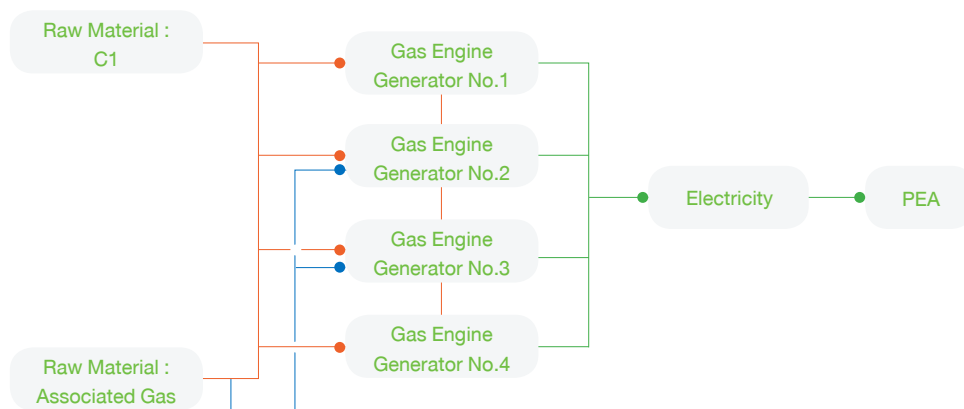 Raw Material :
C1
Gas Engine
Generator No.1
Gas Engine
Generator No.2
Gas Engine
Generator No.3
Gas Engine
Generator No.4
Electricity
PEA
Raw Material :
Associated Gas